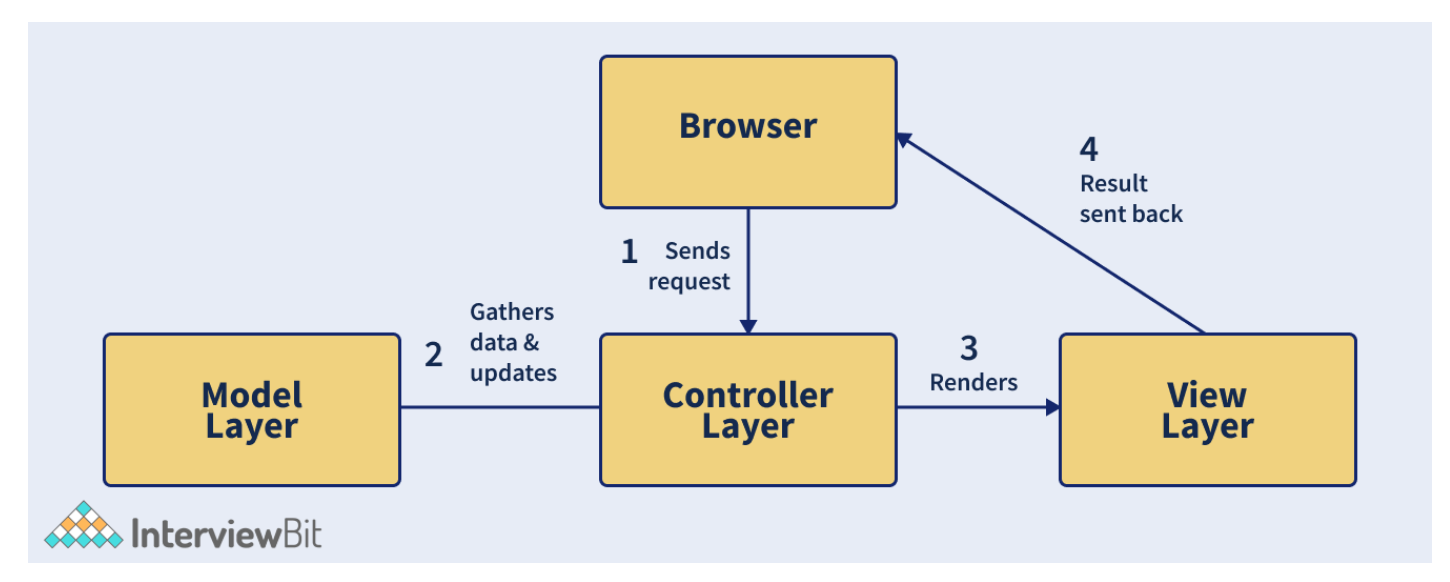 Browser
4
Result
sent back
1 Sends
request
Gathers
data &
updates
2
3
Renders
Model
Layer
Controller
Layer
View
Layer
InterviewBit